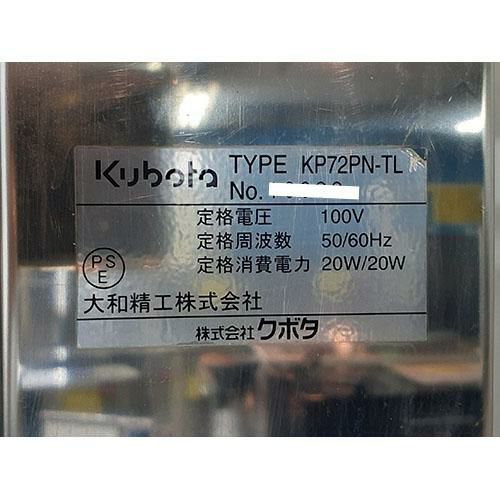 Kubota TYPE KP72PN-TL
No.
定格電圧 100V
定格周波数 50/60Hz
定格消費電力 20W/20W
PS
E
大和精工株式会社
株式会社クボタ